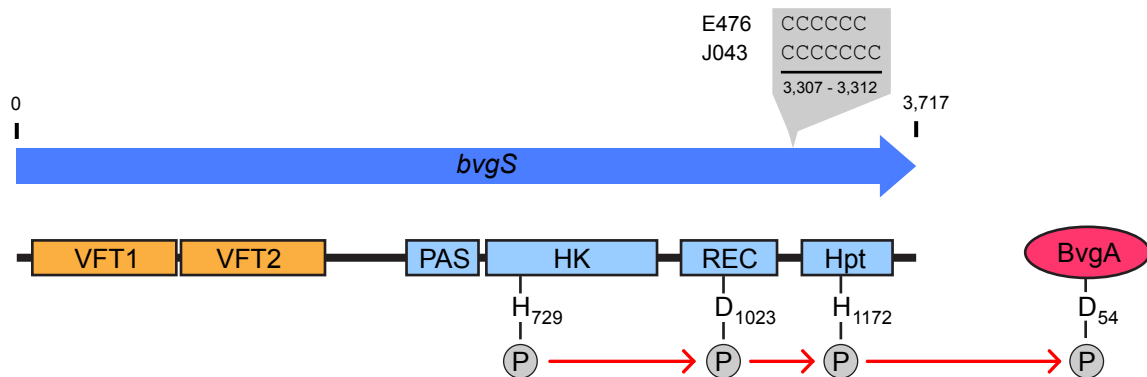 E476 CCCCCC
J043 CCCCCCC
3,307 - 3,312
0
3,717
bvgS
VFT1 VFT2 PAS HK REC Hpt BvgA
H729 D1023 H1172 D54
P P P P